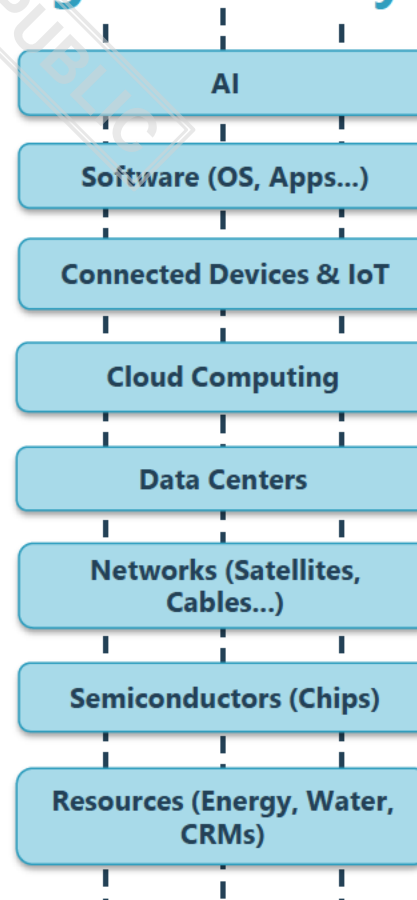 PUBLIC
AI
Software (OS, Apps...)
Connected Devices & IoT
Cloud Computing
Data Centers
Networks (Satellites,
Cables...)
Semiconductors (Chips)
Resources (Energy, Water,
CRMs)